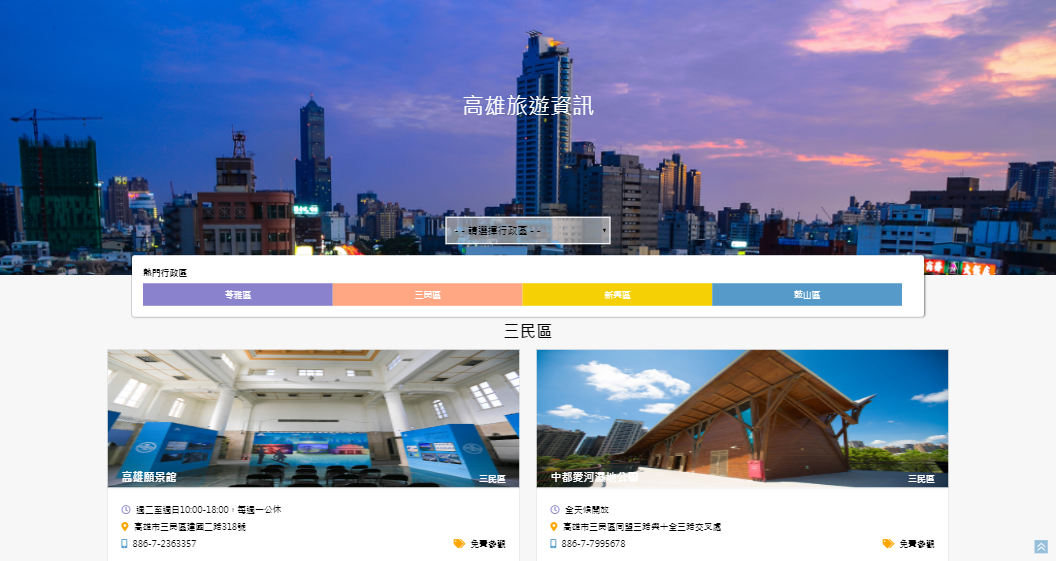 高雄旅遊資訊
- - 請選擇行政區 - -
熱門行政區
苓雅區
三民區
新興區
鼓山區
三民區
高雄願景館
三民區
週二至週日10:00-18:00，每週一公休
高雄市三民區建國二路318號
886-7-2363357
免費參觀
中都愛河濕地公園
三民區
全天候開放
高雄市三民區同盟三路與十全三路交叉處
886-7-7995678
免費參觀